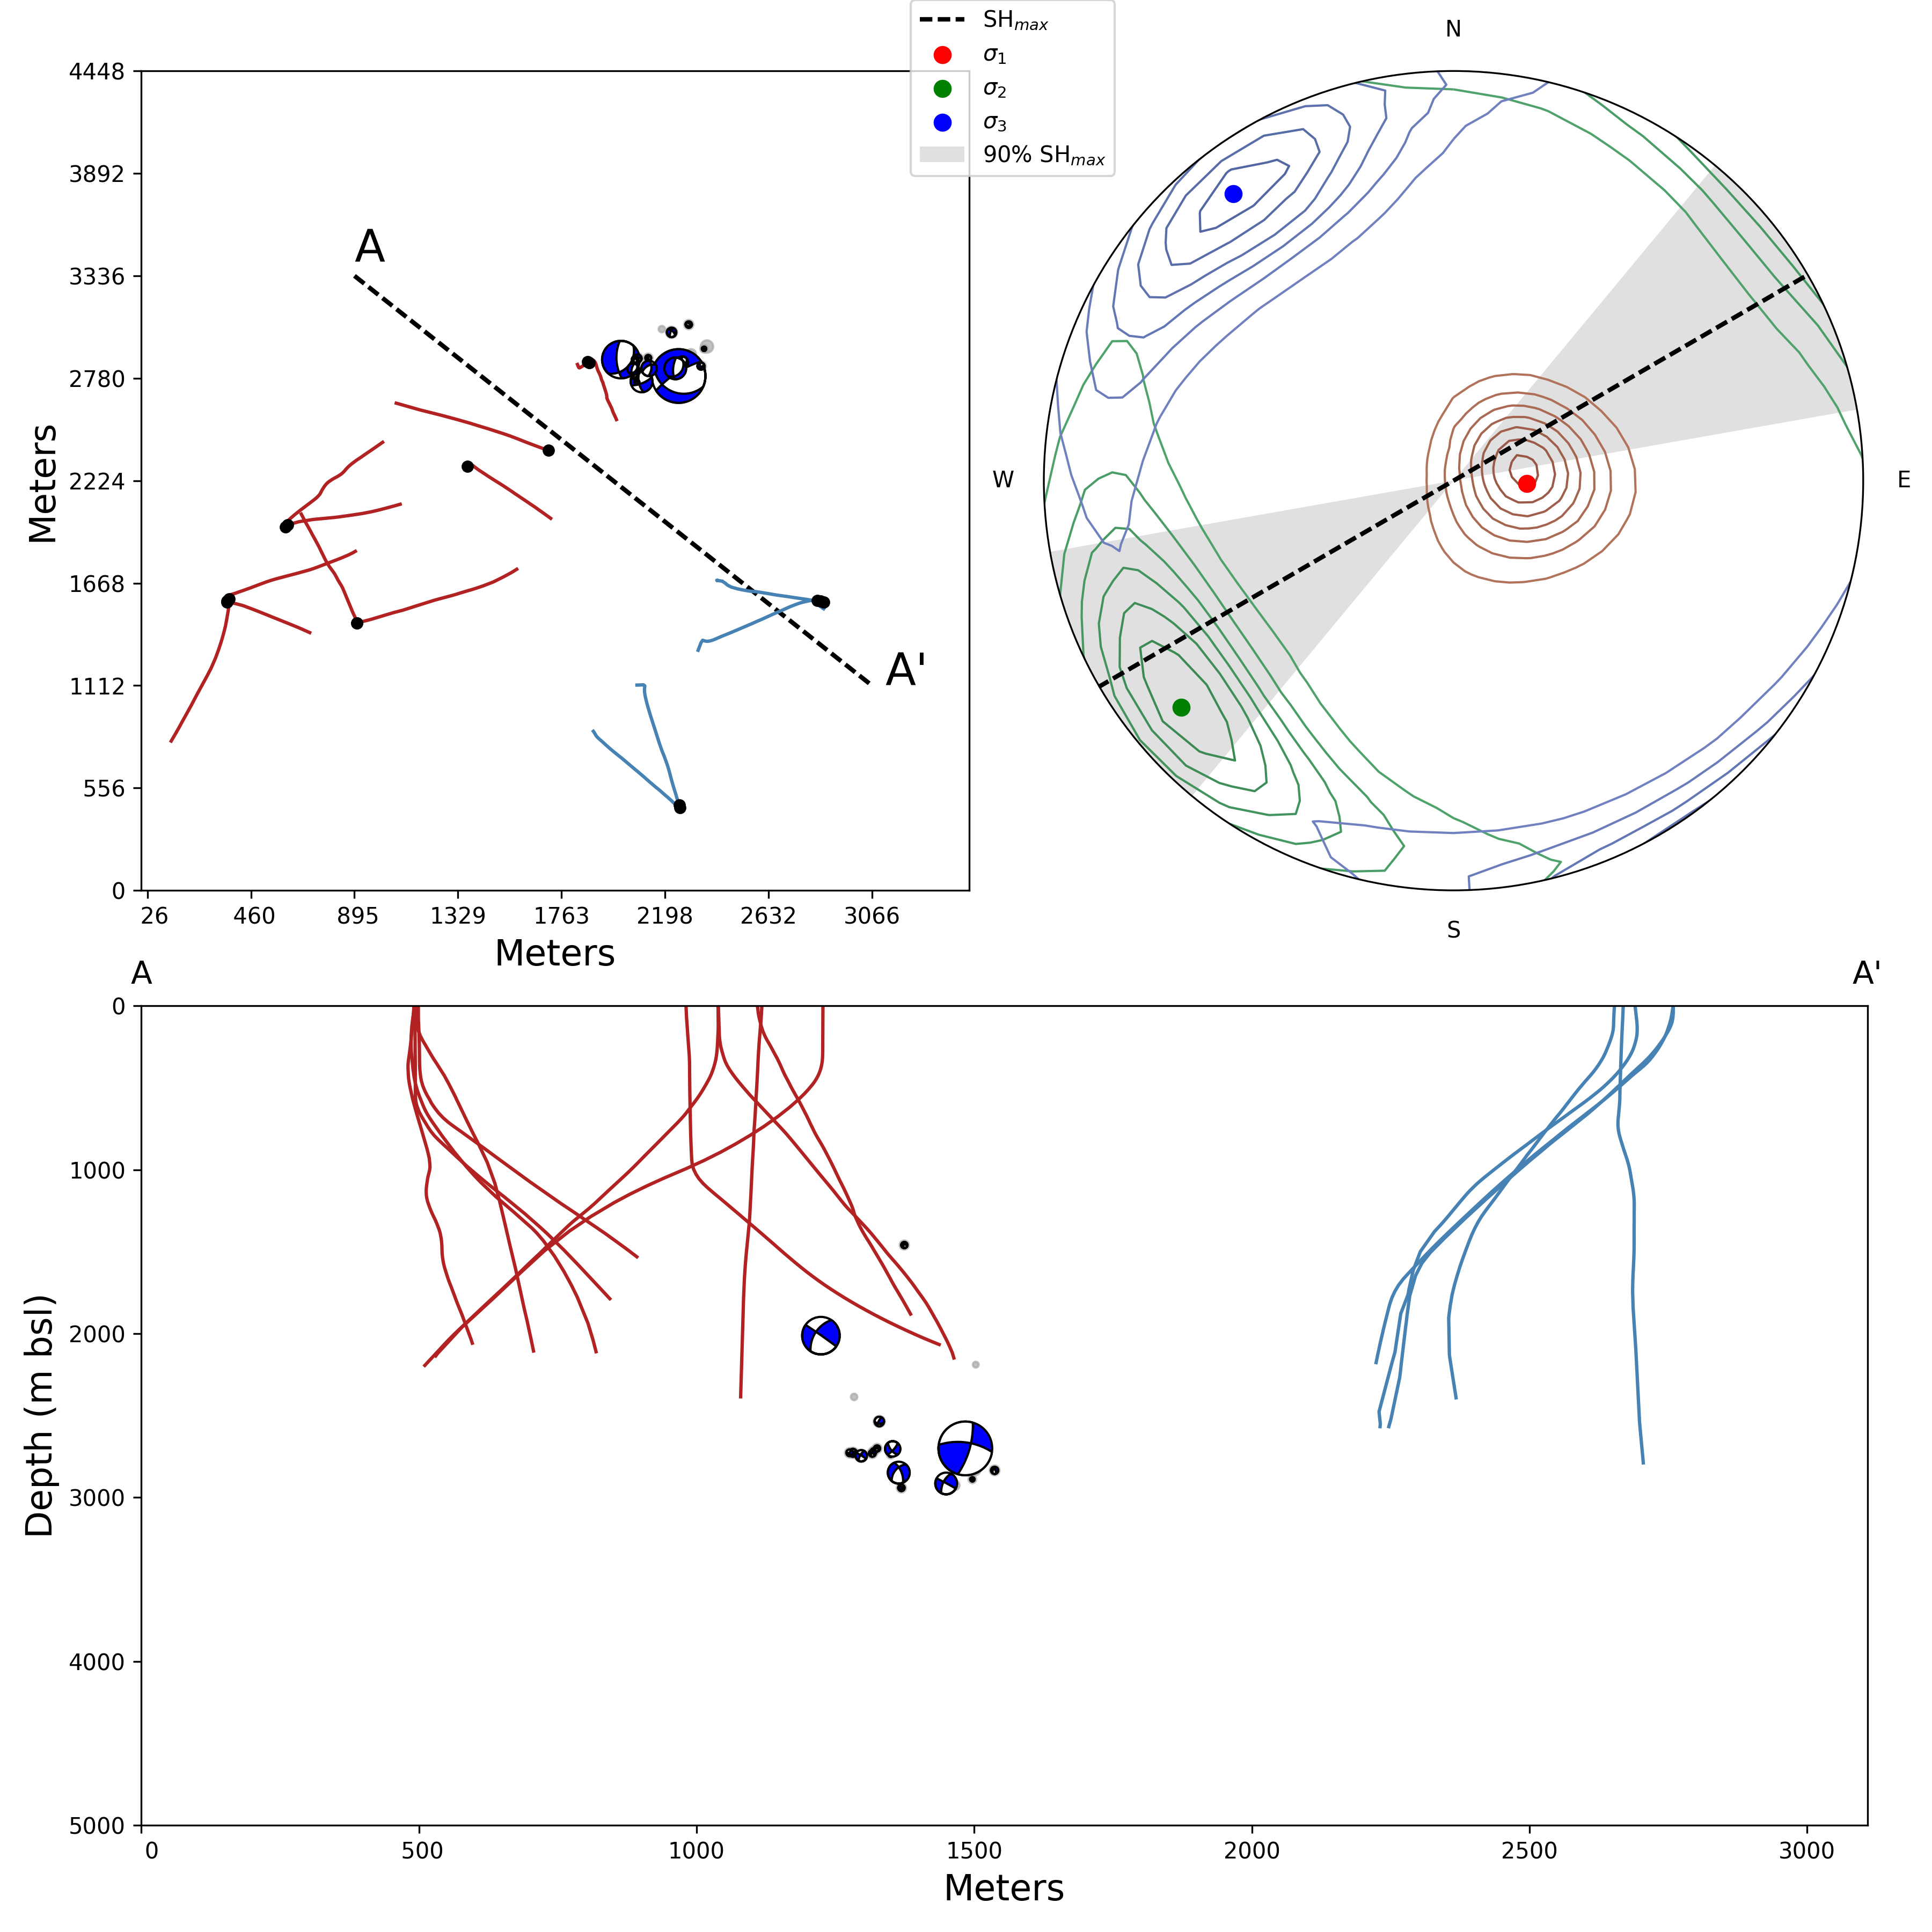 SHmax
σ1
σ2
σ3
90% SHmax
N
W
E
S
4448
3892
3336
2780
2224
1668
1112
556
0
Meters
A
A'
26 460 895 1329 1763 2198 2632 3066
Meters
A A'
0
1000
2000
3000
4000
5000
Depth (m bsl)
0 500 1000 1500 2000 2500 3000
Meters